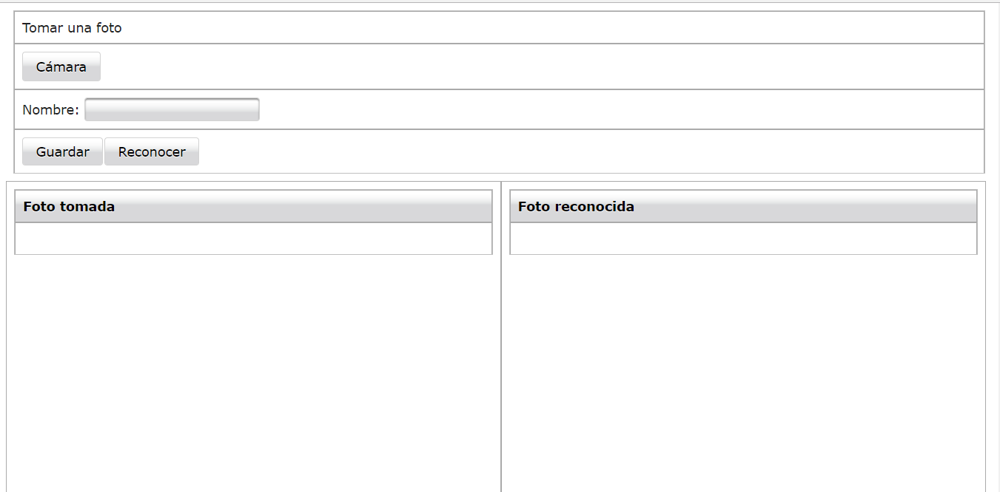 Tomar una foto
Cámara
Nombre:
Guardar Reconocer
Foto tomada
Foto reconocida